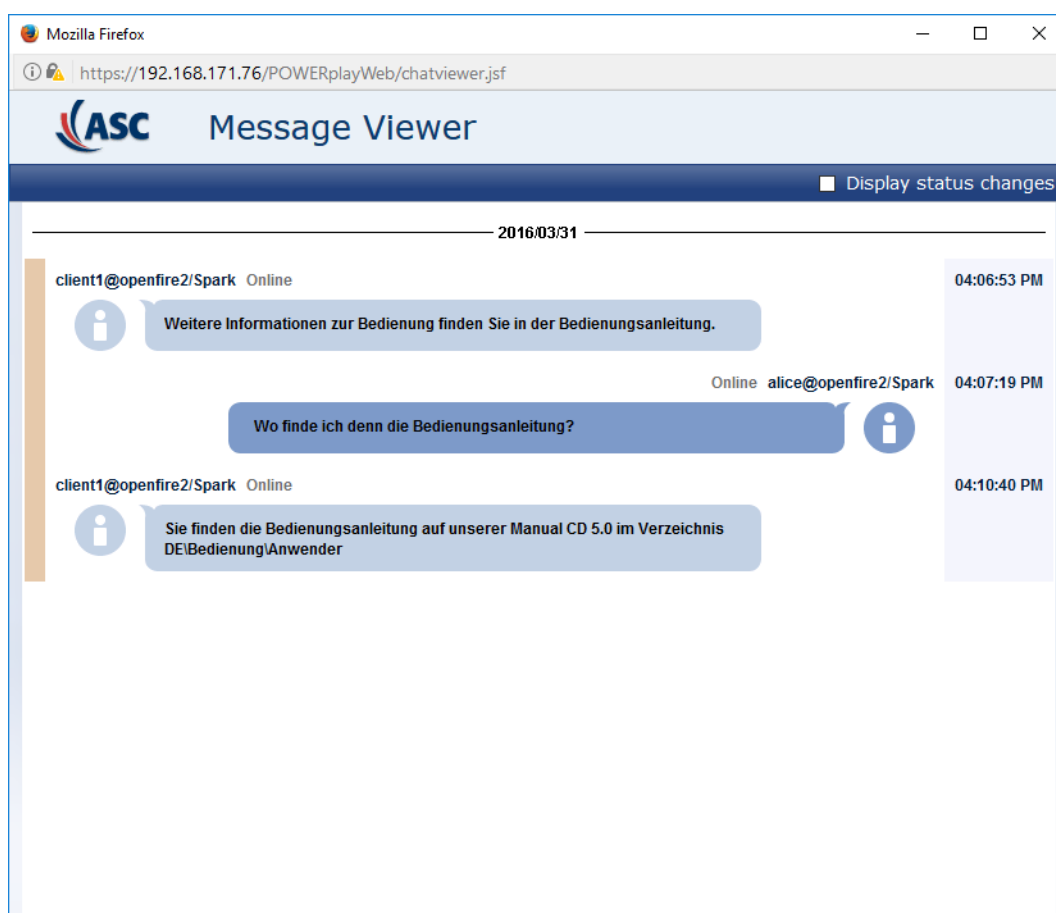 Mozilla Firefox
https://192.168.171.76/POWERplayWeb/chatviewer.jsf
ASC Message Viewer
Display status changes
2016/03/31
client1@openfire2/Spark Online 04:06:53 PM
Weitere Informationen zur Bedienung finden Sie in der Bedienungsanleitung.
Online alice@openfire2/Spark 04:07:19 PM
Wo finde ich denn die Bedienungsanleitung?
client1@openfire2/Spark Online 04:10:40 PM
Sie finden die Bedienungsanleitung auf unserer Manual CD 5.0 im Verzeichnis
DE\Bedienung\Anwender